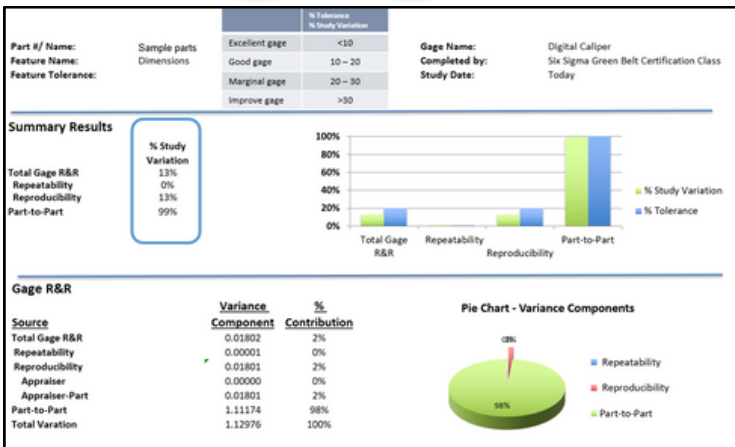 % Tolerance
% Study Variation
Excellent gage <10
Good gage 10 – 20
Marginal gage 20 – 30
Improve gage >30
Part #/ Name: Sample parts
Feature Name: Dimensions
Feature Tolerance:
Gage Name: Digital Caliper
Completed by: Six Sigma Green Belt Certification Class
Study Date: Today
Summary Results
% Study
Variation
Total Gage R&R 13%
Repeatability 0%
Reproducibility 13%
Part-to-Part 99%
100%
80%
60%
40%
20%
0%
Total Gage
R&R
Repeatability
Reproducibility
Part-to-Part
% Study Variation
% Tolerance
Gage R&R
Variance %
Source Component Contribution
Total Gage R&R 0.01802 2%
Repeatability 0.00001 0%
Reproducibility 0.01801 2%
Appraiser 0.00000 0%
Appraiser-Part 0.01801 2%
Part-to-Part 1.11174 98%
Total Varation 1.12976 100%
Pie Chart - Variance Components
98%
Repeatability
Reproducibility
Part-to-Part